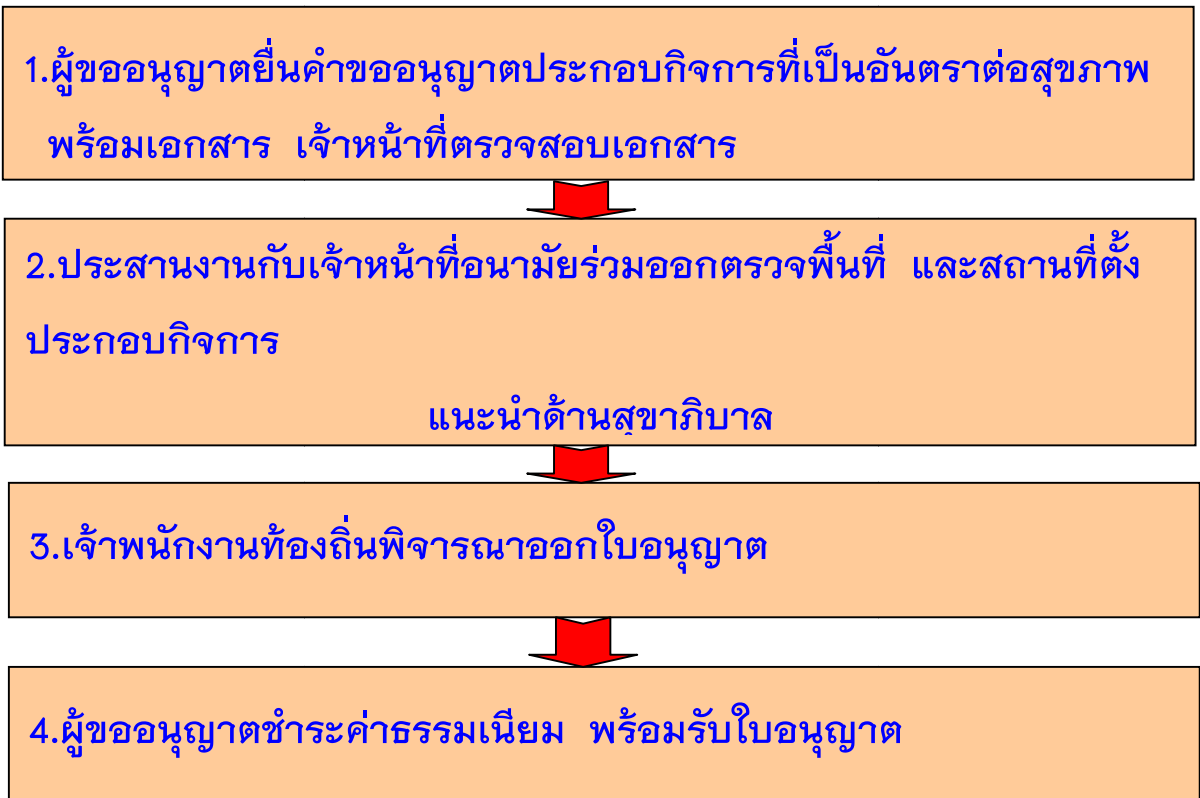 1.ผู้ขออนุญาตยื่นคำขออนุญาตประกอบกิจการที่เป็นอันตราต่อสุขภาพ
พร้อมเอกสาร เจ้าหน้าที่ตรวจสอบเอกสาร
2.ประสานงานกับเจ้าหน้าที่อนามัยร่วมออกตรวจพื้นที่ และสถานที่ตั้ง
ประกอบกิจการ
แนะนำด้านสุขาภิบาล
3.เจ้าพนักงานท้องถิ่นพิจารณาออกใบอนุญาต
4.ผู้ขออนุญาตชำระค่าธรรมเนียม พร้อมรับใบอนุญาต